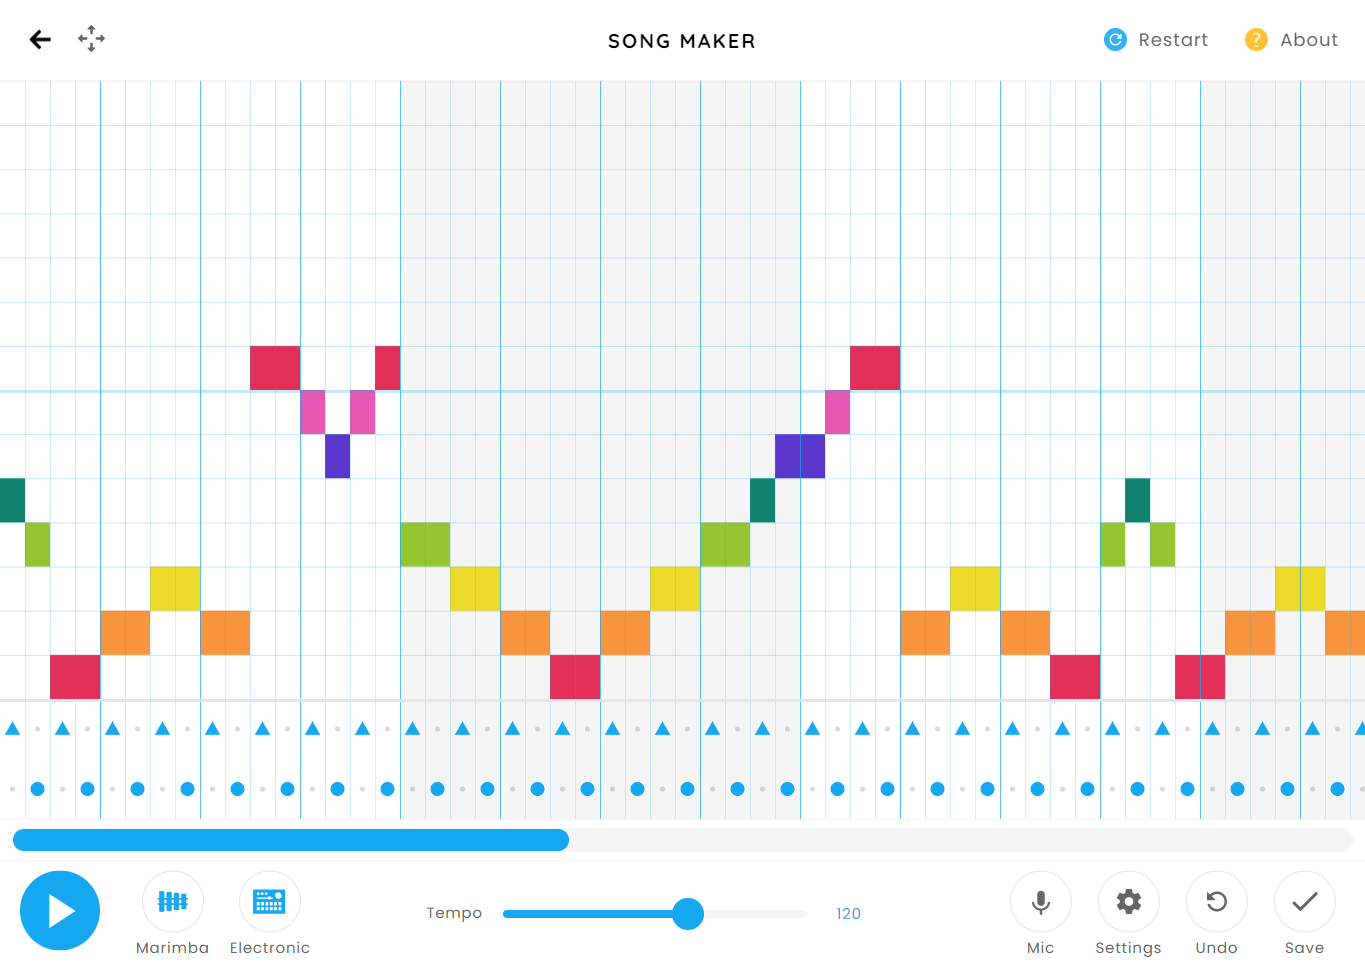 SONG MAKER
Restart
? About
Tempo
120
Marimba
Electronic
Mic
Settings
Undo
Save